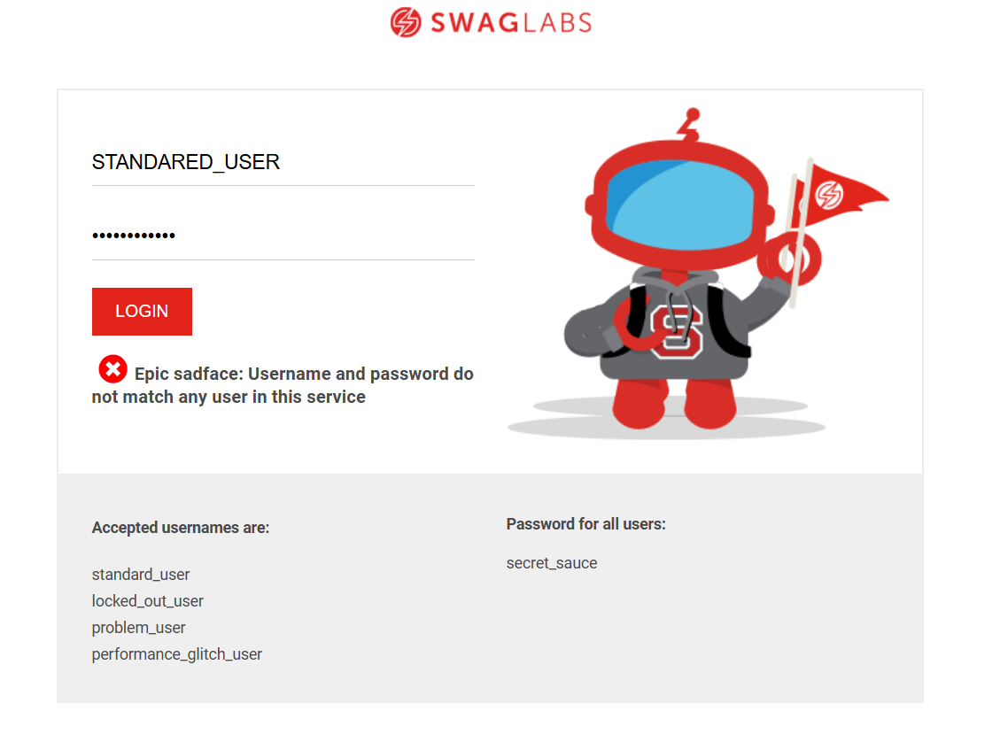 SWAGLABS
STANDARED_USER
••••••••••••
LOGIN
Epic sadface: Username and password do
not match any user in this service
S
Accepted usernames are:
standard_user
locked_out_user
problem_user
performance_glitch_user
Password for all users:
secret_sauce